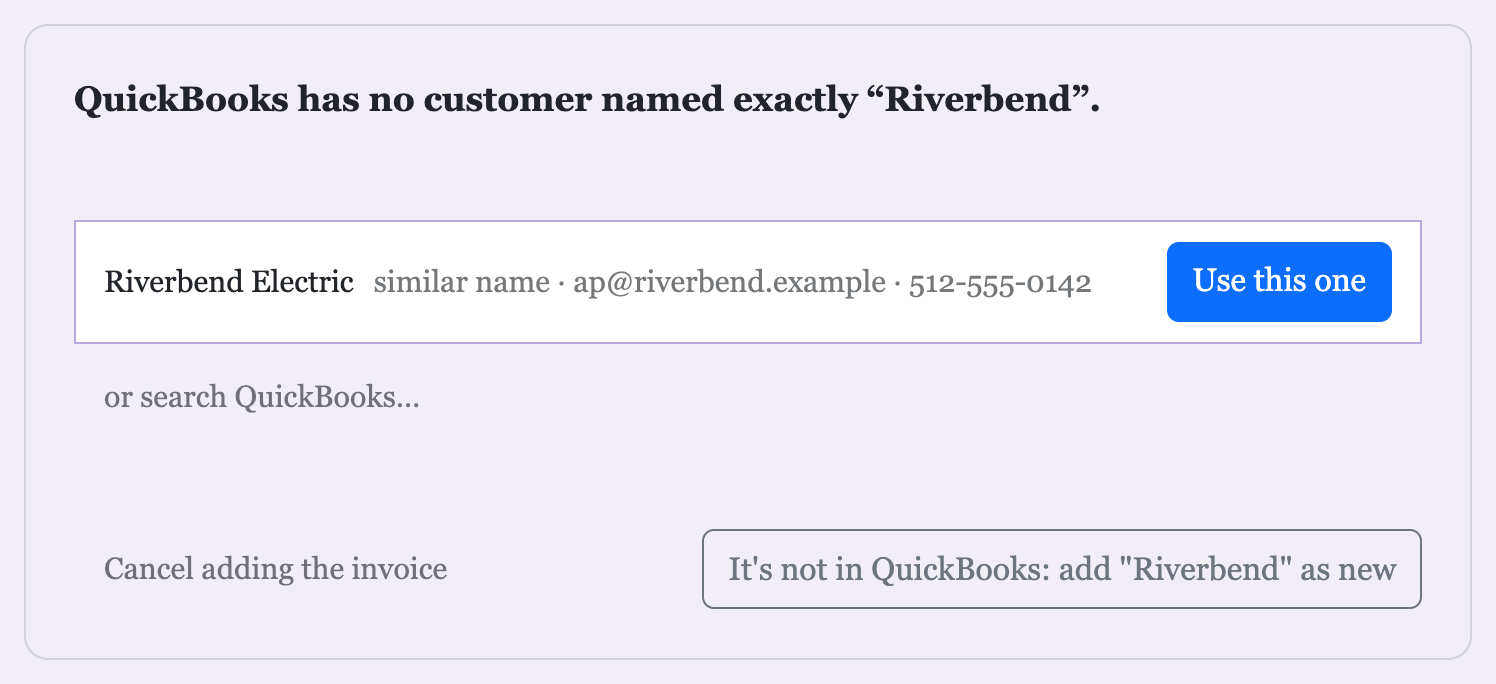 QuickBooks has no customer named exactly “Riverbend”.
Riverbend Electric similar name · ap@riverbend.example · 512-555-0142 Use this one
or search QuickBooks...
Cancel adding the invoice It's not in QuickBooks: add "Riverbend" as new